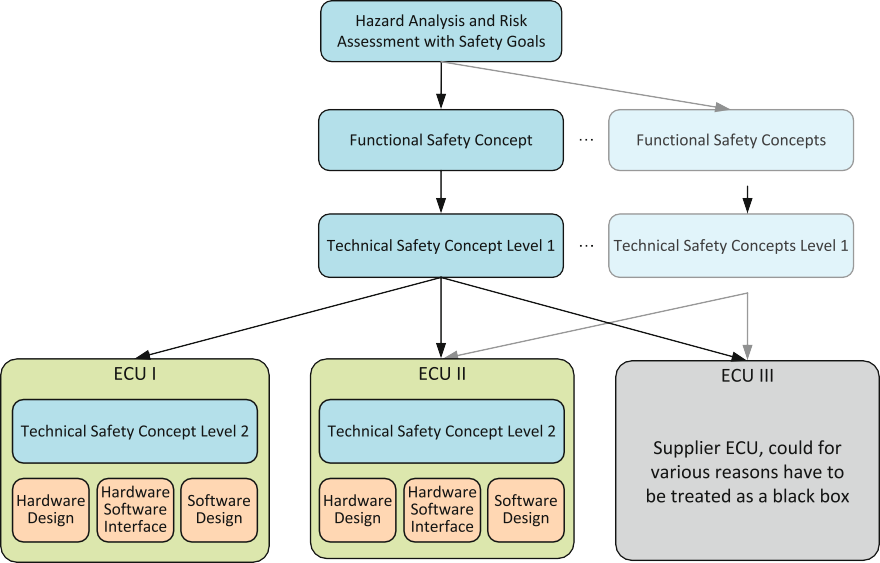 Hazard Analysis and Risk
Assessment with Safety Goals
Functional Safety Concept
...
Functional Safety Concepts
Technical Safety Concept Level 1
...
Technical Safety Concepts Level 1
ECU I
Technical Safety Concept Level 2
Hardware
Design
Hardware
Software
Interface
Software
Design
ECU II
Technical Safety Concept Level 2
Hardware
Design
Hardware
Software
Interface
Software
Design
ECU III
Supplier ECU, could for
various reasons have to
be treated as a black box